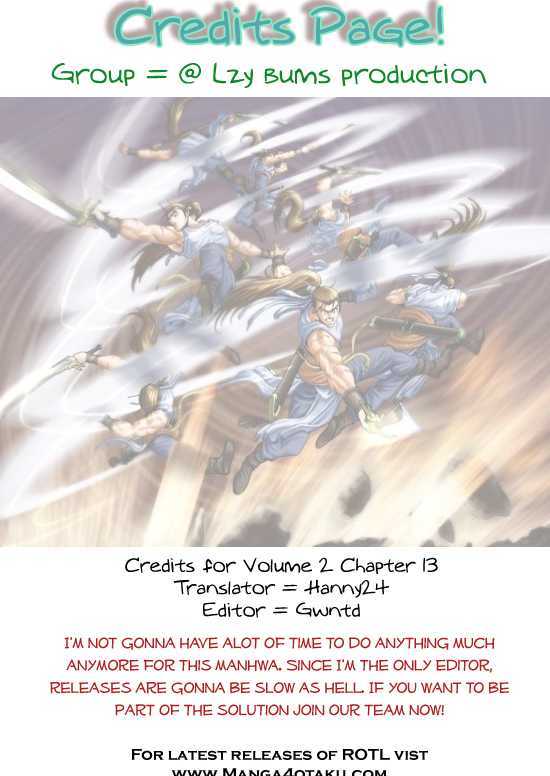 Credits Page!
Group = @ Lzy Bums production
Credits for Volume 2 Chapter 13
Translator = Hanny24
Editor = Gwntd
I'M NOT GONNA HAVE ALOT OF TIME TO DO ANYTHING MUCH
ANYMORE FOR THIS MANHWA. SINCE I'M THE ONLY EDITOR,
RELEASES ARE GONNA BE SLOW AS HELL. IF YOU WANT TO BE
PART OF THE SOLUTION JOIN OUR TEAM NOW!
FOR LATEST RELEASES OF ROTL VIST
WWW.MANGA4OTAKU.COM